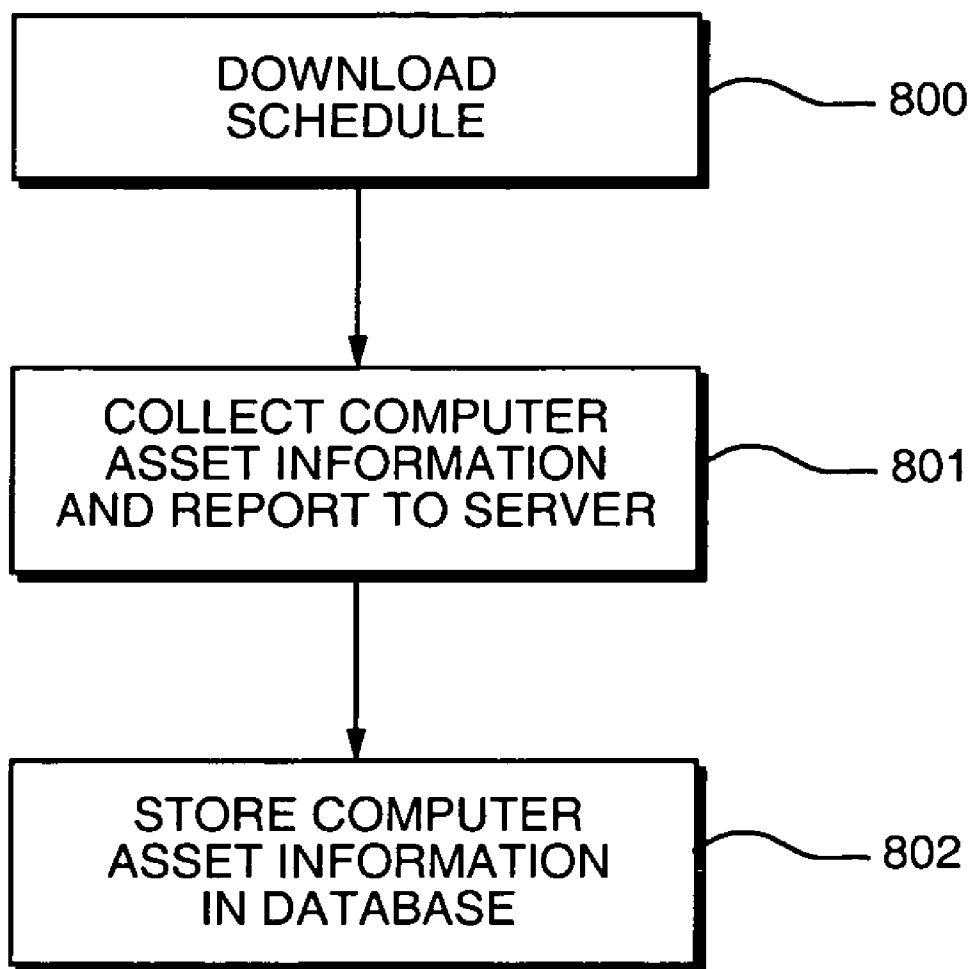 DOWNLOAD
SCHEDULE
800
COLLECT COMPUTER
ASSET INFORMATION
AND REPORT TO SERVER
801
STORE COMPUTER
ASSET INFORMATION
IN DATABASE
802